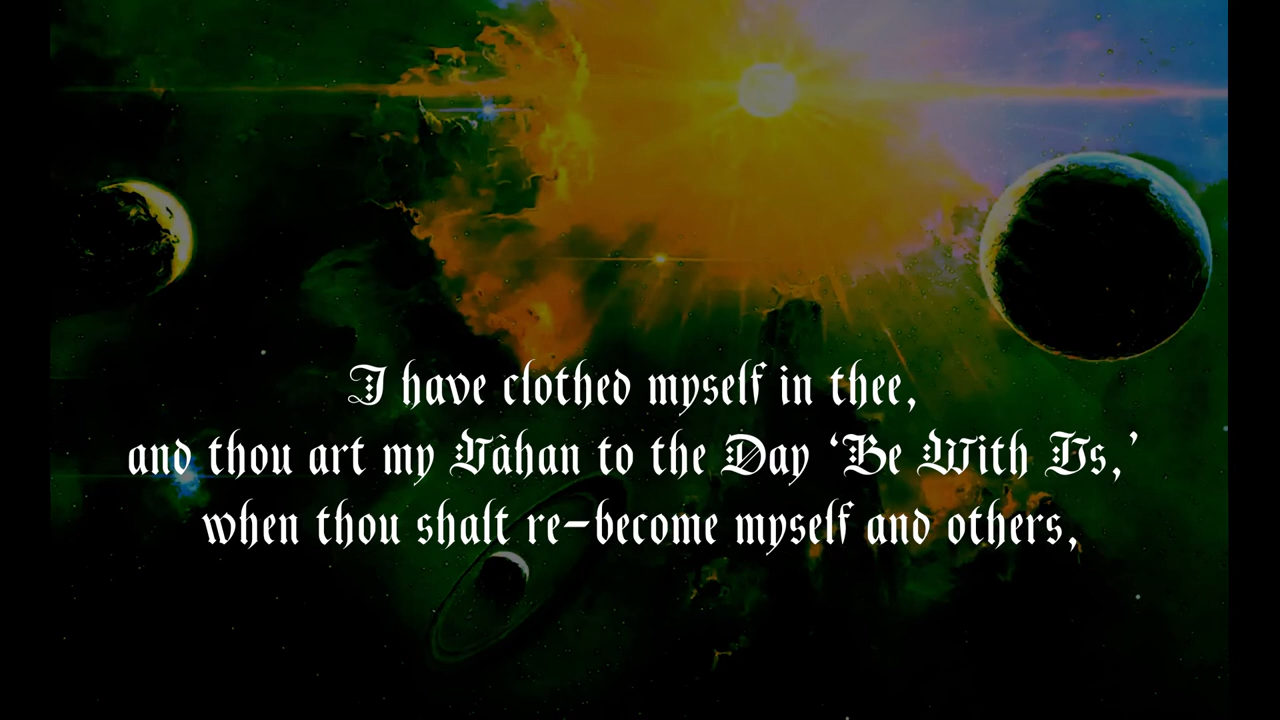 I have clothed myself in thee,
and thou art my Vâhan to the Day ‘Be With Us,’
when thou shalt re-become myself and others,